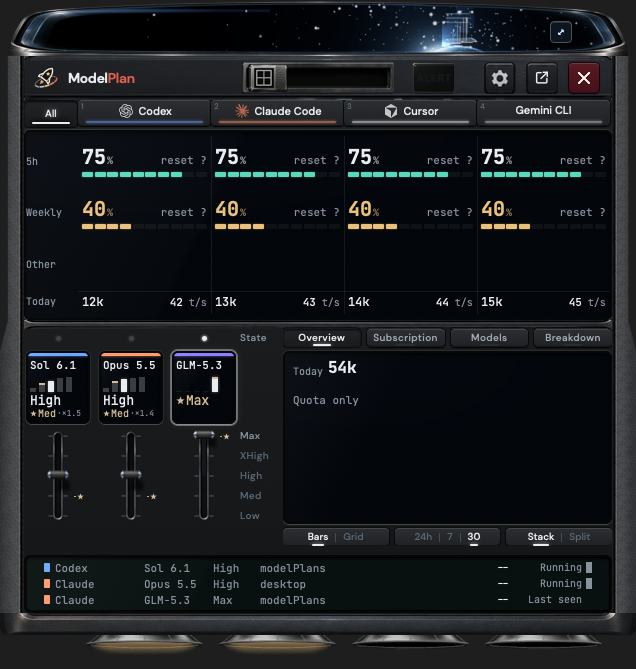 ModelPlan
ALERT
All
1 Codex
2 Claude Code
3 Cursor
4 Gemini CLI
5h 75% reset ? 75% reset ? 75% reset ? 75% reset ?
Weekly 40% reset ? 40% reset ? 40% reset ? 40% reset ?
Other
Today 12k 42 t/s 13k 43 t/s 14k 44 t/s 15k 45 t/s
State
Overview Subscription Models Breakdown
Sol 6.1 Opus 5.5 GLM-5.3
High High ★Max
★Med·×1.5 ★Med·×1.4
Today 54k
Quota only
Max
XHigh
High
Med
Low
Bars | Grid 24h | 7 | 30 Stack | Split
Codex Sol 6.1 High modelPlans -- Running
Claude Opus 5.5 High desktop -- Running
Claude GLM-5.3 Max modelPlans -- Last seen